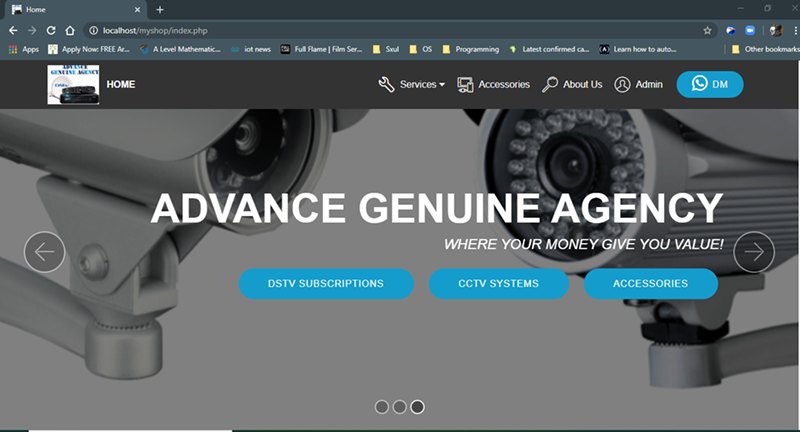 Home
localhost/myshop/index.php
Apps Apply Now: FREE Ar... A Level Mathematic... iot news Full Flame | Film Ser... Sxul OS Programming Latest confirmed ca... Learn how to auto... Other bookmarks
ADVANCE
GENUINE AGENCY
HOME Services Accessories About Us Admin DM
ADVANCE GENUINE AGENCY
WHERE YOUR MONEY GIVE YOU VALUE!
DSTV SUBSCRIPTIONS CCTV SYSTEMS ACCESSORIES